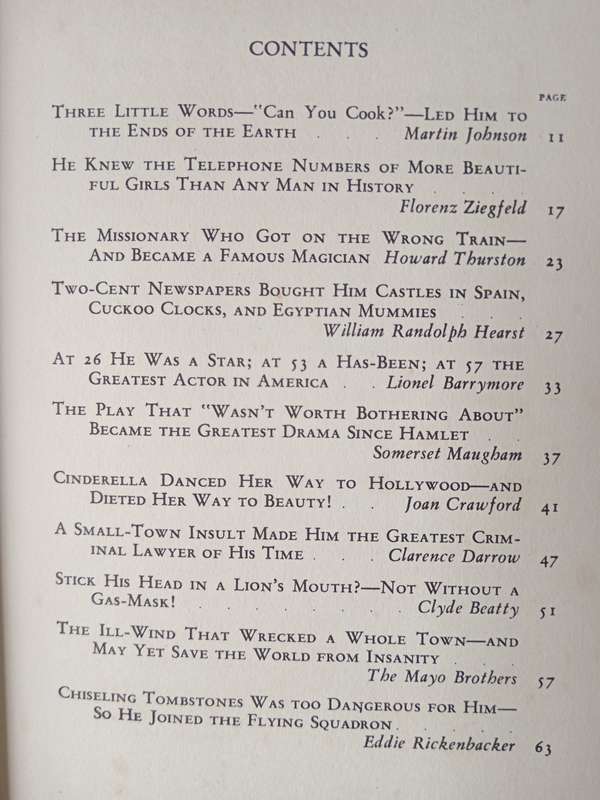 CONTENTS
PAGE
Three Little Words—"Can You Cook?"—Led Him to
the Ends of the Earth . . . Martin Johnson 11
He Knew the Telephone Numbers of More Beauti-
ful Girls Than Any Man in History . . . .
Florenz Ziegfeld 17
The Missionary Who Got on the Wrong Train—
And Became a Famous Magician Howard Thurston 23
Two-Cent Newspapers Bought Him Castles in Spain,
Cuckoo Clocks, and Egyptian Mummies . . .
William Randolph Hearst 27
At 26 He Was a Star; at 53 a Has-Been; at 57 the
Greatest Actor in America . . Lionel Barrymore 33
The Play That "Wasn't Worth Bothering About"
Became the Greatest Drama Since Hamlet . .
Somerset Maugham 37
Cinderella Danced Her Way to Hollywood—and
Dieted Her Way to Beauty! . . Joan Crawford 41
A Small-Town Insult Made Him the Greatest Crim-
inal Lawyer of His Time . . . Clarence Darrow 47
Stick His Head in a Lion's Mouth?—Not Without a
Gas-Mask! . . . . . . . Clyde Beatty 51
The Ill-Wind That Wrecked a Whole Town—and
May Yet Save the World from Insanity . . .
The Mayo Brothers 57
Chiseling Tombstones Was too Dangerous for Him—
So He Joined the Flying Squadron . . . .
Eddie Rickenbacker 63